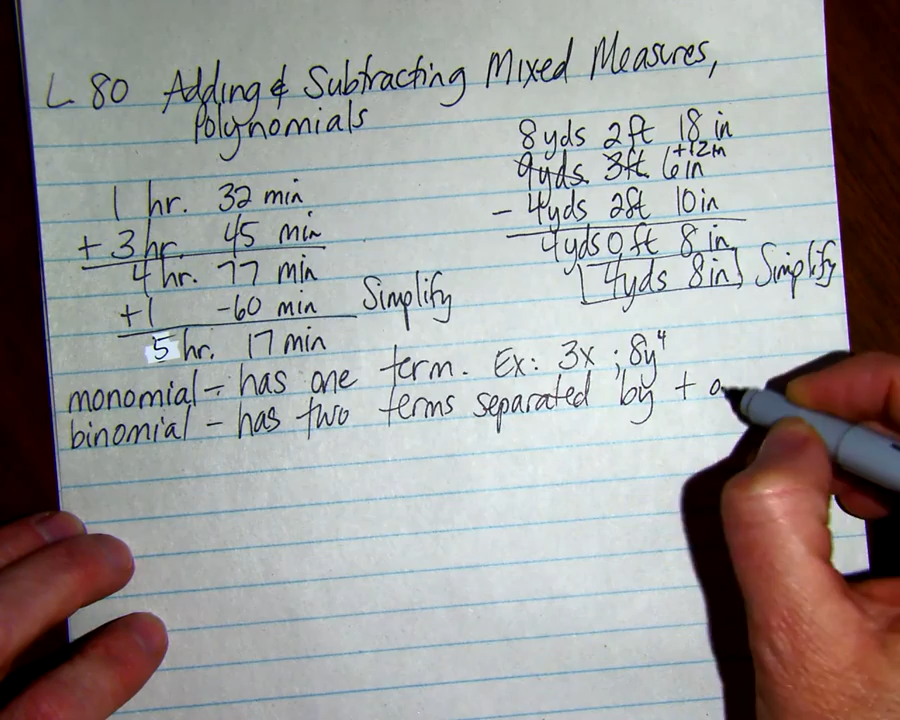 L 80 Adding & Subtracting Mixed Measures,
Polynomials
1 hr. 32 min
+ 3 hr. 45 min
4 hr. 77 min
+1 -60 min Simplify
5 hr. 17 min
8 yds 2 ft 18 in
9 yds. 3 ft. 6 in +12 in
- 4 yds 2 ft 10 in
4 yds 0 ft 8 in
[4 yds 8 in] Simplify
monomial - has one term. Ex: 3x ; 8y⁴
binomial - has two terms separated by + o